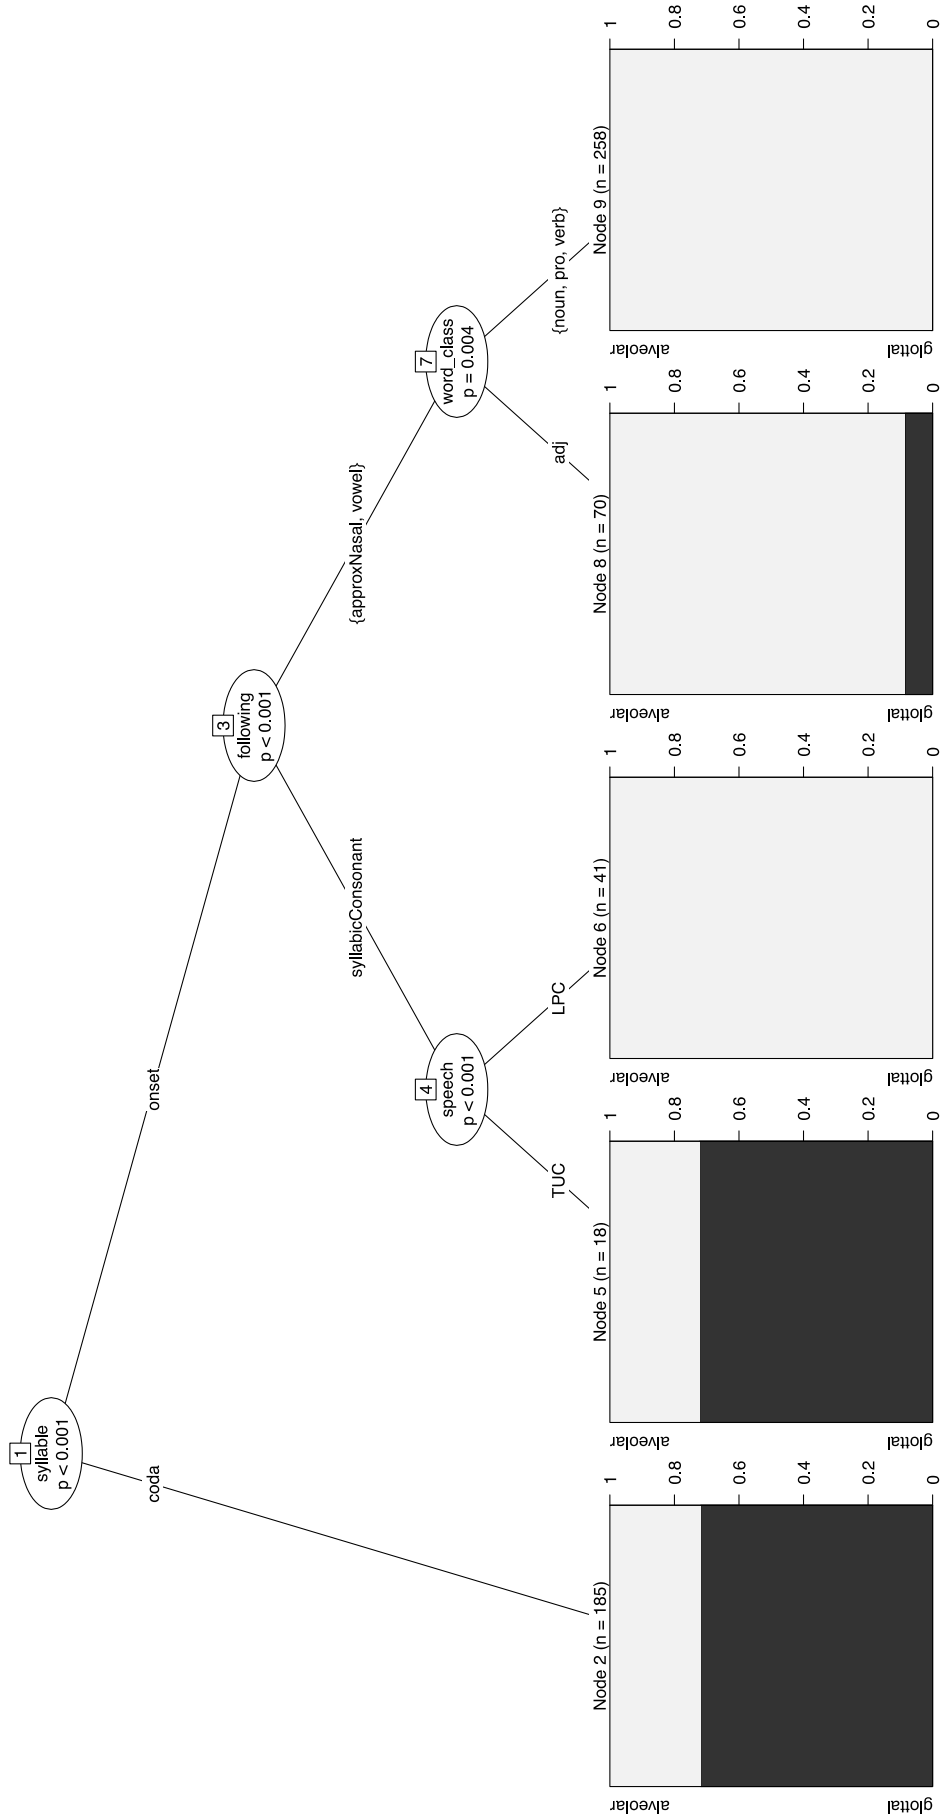 1
syllable
p < 0.001
coda
onset
3
following
p < 0.001
syllabicConsonant
{approxNasal, vowel}
4
speech
p < 0.001
TUC
LPC
7
word_class
p = 0.004
adj
{noun, pro, verb}
Node 2 (n = 185)
alveolar
glottal
1
0.8
0.6
0.4
0.2
0
Node 5 (n = 18)
alveolar
glottal
1
0.8
0.6
0.4
0.2
0
Node 6 (n = 41)
alveolar
glottal
1
0.8
0.6
0.4
0.2
0
Node 8 (n = 70)
alveolar
glottal
1
0.8
0.6
0.4
0.2
0
Node 9 (n = 258)
alveolar
glottal
1
0.8
0.6
0.4
0.2
0